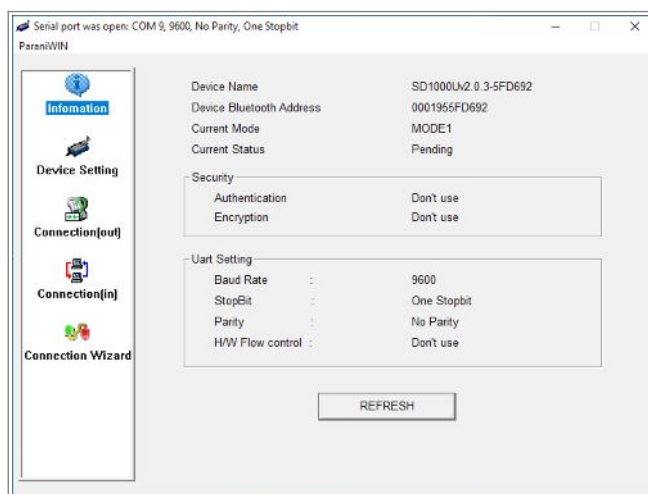 Serial port was open: COM 9, 9600, No Parity, One Stopbit
ParaniWIN
Infomation
Device Setting
Connection(out)
Connection(in)
Connection Wizard
Device Name SD1000Uv2.0.3-5FD692
Device Bluetooth Address 0001955FD692
Current Mode MODE1
Current Status Pending
Security
Authentication Don't use
Encryption Don't use
Uart Setting
Baud Rate : 9600
StopBit : One Stopbit
Parity : No Parity
H/W Flow control : Don't use
REFRESH